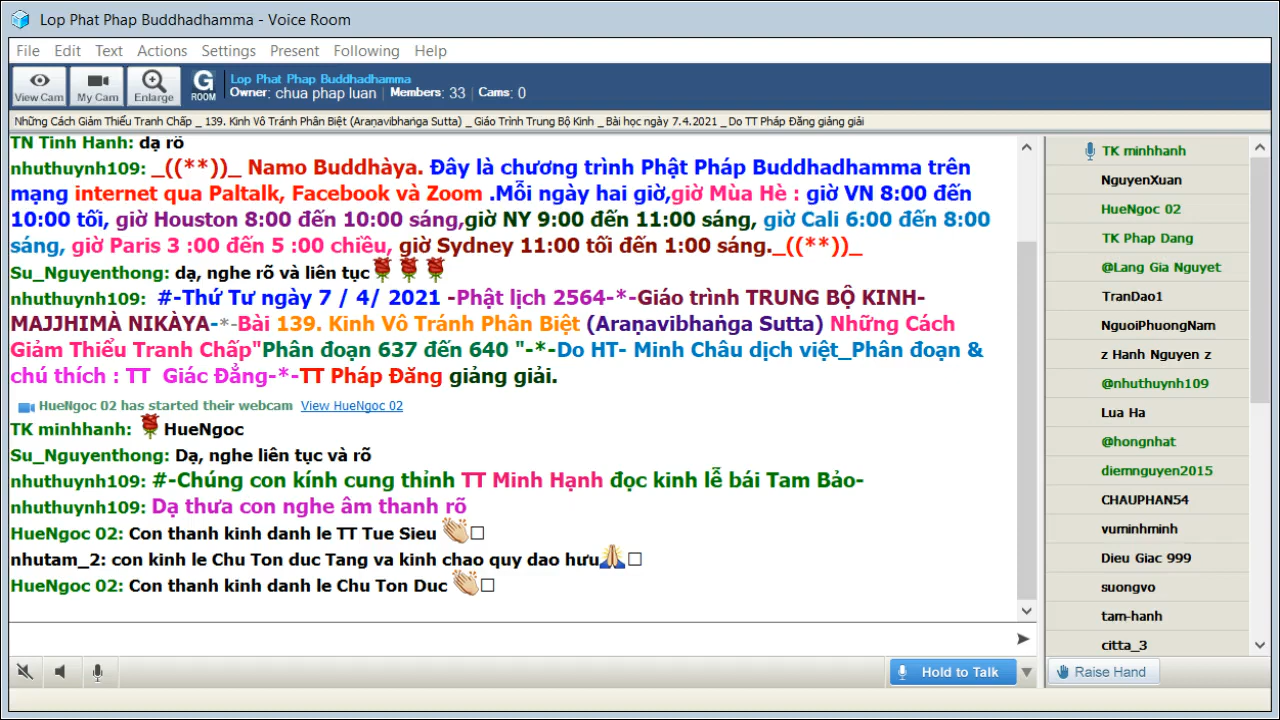 Lop Phat Phap Buddhadhamma - Voice Room
File Edit Text Actions Settings Present Following Help
View Cam
My Cam
Enlarge
G ROOM
Lop Phat Phap Buddhadhamma
Owner: chua phap luan | Members: 33 | Cams: 0
Những Cách Giảm Thiểu Tranh Chấp _ 139. Kinh Vô Tránh Phân Biệt (Araṇavibhaṅga Sutta) _Giáo Trình Trung Bộ Kinh _Bài học ngày 7.4.2021 _Do TT Pháp Đăng giảng giải
TN Tinh Hanh: dạ rõ
nhuthuynh109: _((**))_ Namo Buddhàya. Đây là chương trình Phật Pháp Buddhadhamma trên
mạng internet qua Paltalk, Facebook và Zoom .Mỗi ngày hai giờ,giờ Mùa Hè : giờ VN 8:00 đến
10:00 tối, giờ Houston 8:00 đến 10:00 sáng,giờ NY 9:00 đến 11:00 sáng, giờ Cali 6:00 đến 8:00
sáng, giờ Paris 3 :00 đến 5 :00 chiều, giờ Sydney 11:00 tối đến 1:00 sáng._((**))_
Su_Nguyenthong: dạ, nghe rõ và liên tục
nhuthuynh109: #-Thứ Tư ngày 7 / 4/ 2021 -Phật lịch 2564-*-Giáo trình TRUNG BỘ KINH-
MAJJHIMÀ NIKÀYA-*-Bài 139. Kinh Vô Tránh Phân Biệt (Araṇavibhaṅga Sutta) Những Cách
Giảm Thiểu Tranh Chấp"Phân đoạn 637 đến 640 "-*-Do HT- Minh Châu dịch việt_Phân đoạn &
chú thích : TT Giác Đẳng-*-TT Pháp Đăng giảng giải.
HueNgoc 02 has started their webcam View HueNgoc 02
TK minhhanh: HueNgoc
Su_Nguyenthong: Dạ, nghe liên tục và rõ
nhuthuynh109: #-Chúng con kính cung thỉnh TT Minh Hạnh đọc kinh lễ bái Tam Bảo-
nhuthuynh109: Dạ thưa con nghe âm thanh rõ
HueNgoc 02: Con thanh kinh danh le TT Tue Sieu
nhutam_2: con kinh le Chu Ton duc Tang va kinh chao quy dao hưu
HueNgoc 02: Con thanh kinh danh le Chu Ton Duc
TK minhhanh
NguyenXuan
HueNgoc 02
TK Phap Dang
@Lang Gia Nguyet
TranDao1
NguoiPhuongNam
z Hanh Nguyen z
@nhuthuynh109
Lua Ha
@hongnhat
diemnguyen2015
CHAUPHAN54
vuminhminh
Dieu Giac 999
suongvo
tam-hanh
citta_3
Hold to Talk
Raise Hand